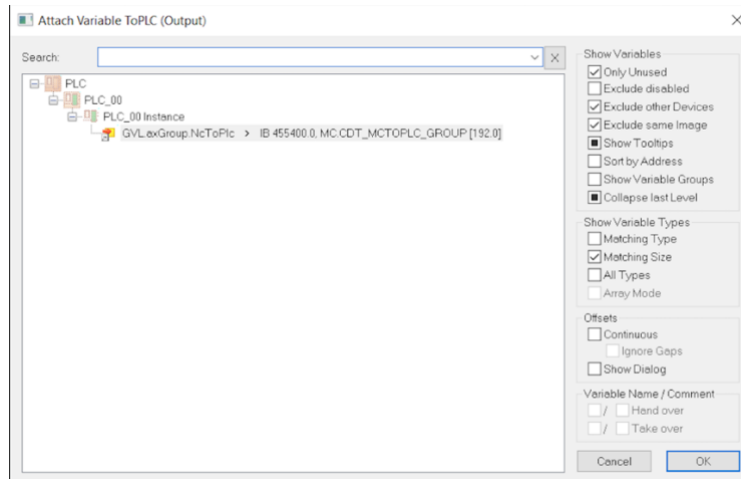 Attach Variable ToPLC (Output)
Search:
PLC
PLC_00
PLC_00 Instance
GVL.axGroup.NcToPlc > IB 455400.0, MC.CDT_MCTOPLC_GROUP [192.0]
Show Variables
Only Unused
Exclude disabled
Exclude other Devices
Exclude same Image
Show Tooltips
Sort by Address
Show Variable Groups
Collapse last Level
Show Variable Types
Matching Type
Matching Size
All Types
Array Mode
Offsets
Continuous
Ignore Gaps
Show Dialog
Variable Name / Comment
/ Hand over
/ Take over
Cancel OK